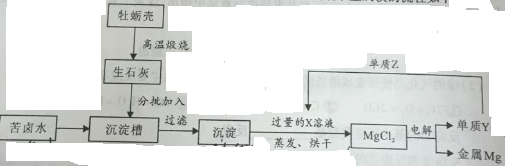 牡蛎壳
高温煅烧
单质Z
生石灰
分批加入
苦卤水
沉淀槽
过滤
沉淀
过量的X溶液
蒸发、烘干
MgCl₂
电解
单质Y
金属Mg